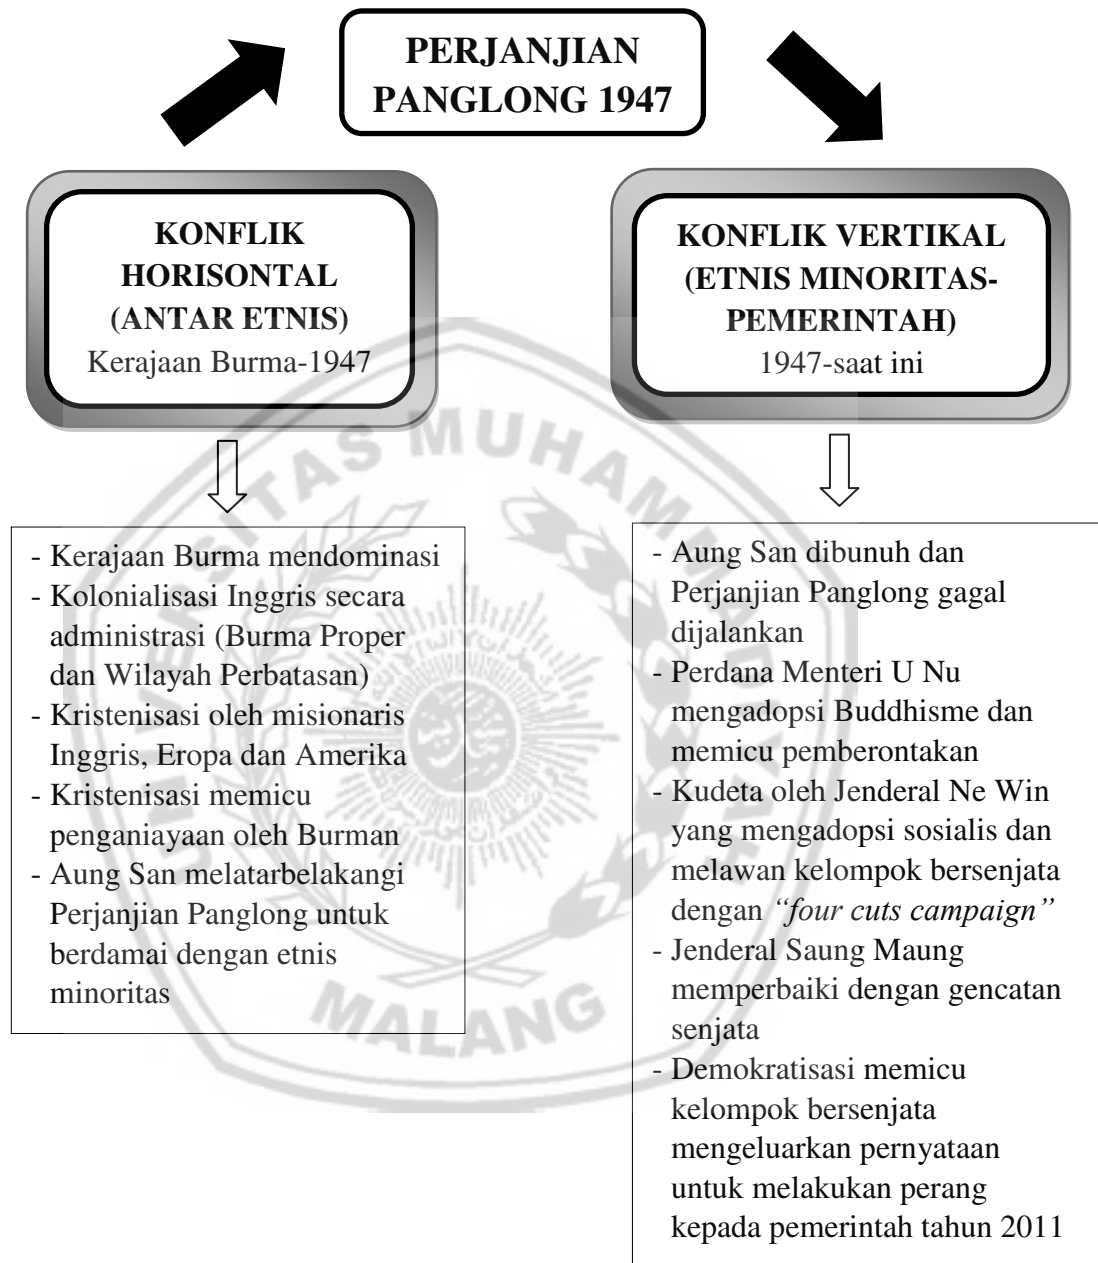 PERJANJIAN
PANGLONG 1947
KONFLIK
HORISONTAL
(ANTAR ETNIS)
Kerajaan Burma-1947
KONFLIK VERTIKAL
(ETNIS MINORITAS-
PEMERINTAH)
1947-saat ini
- Kerajaan Burma mendominasi
- Kolonialisasi Inggris secara
administrasi (Burma Proper
dan Wilayah Perbatasan)
- Kristenisasi oleh misionaris
Inggris, Eropa dan Amerika
- Kristenisasi memicu
penganiayaan oleh Burman
- Aung San melatarbelakangi
Perjanjian Panglong untuk
berdamai dengan etnis
minoritas
- Aung San dibunuh dan
Perjanjian Panglong gagal
dijalankan
- Perdana Menteri U Nu
mengadopsi Buddhisme dan
memicu pemberontakan
- Kudeta oleh Jenderal Ne Win
yang mengadopsi sosialis dan
melawan kelompok bersenjata
dengan “four cuts campaign”
- Jenderal Saung Maung
memperbaiki dengan gencatan
senjata
- Demokratisasi memicu
kelompok bersenjata
mengeluarkan pernyataan
untuk melakukan perang
kepada pemerintah tahun 2011
UNIVERSITAS MUHAMMADIYAH
MALANG